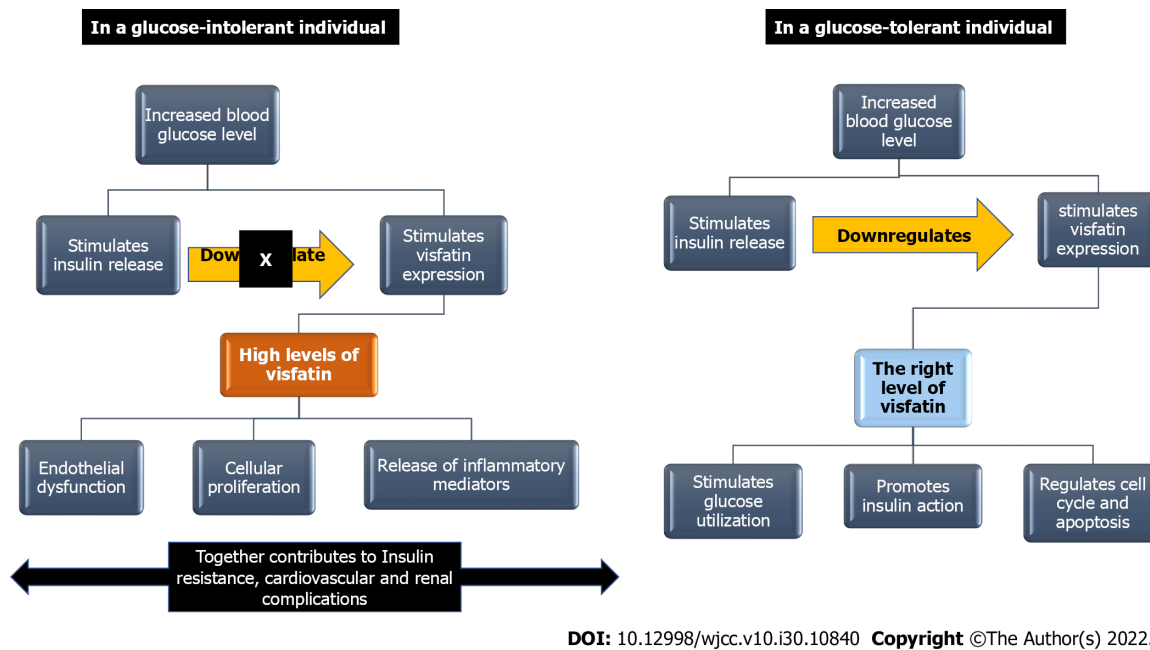 In a glucose-intolerant individual
Increased blood
glucose level
Stimulates
insulin release
X
Stimulates
visfatin
expression
High levels of
visfatin
Endothelial
dysfunction
Cellular
proliferation
Release of inflammatory
mediators
Together contributes to Insulin
resistance, cardiovascular and renal
complications
In a glucose-tolerant individual
Increased
blood glucose
level
Stimulates
insulin release
Downregulates
stimulates
visfatin
expression
The right
level of
visfatin
Stimulates
glucose
utilization
Promotes
insulin action
Regulates cell
cycle and
apoptosis
DOI: 10.12998/wjcc.v10.i30.10840 Copyright ©The Author(s) 2022.